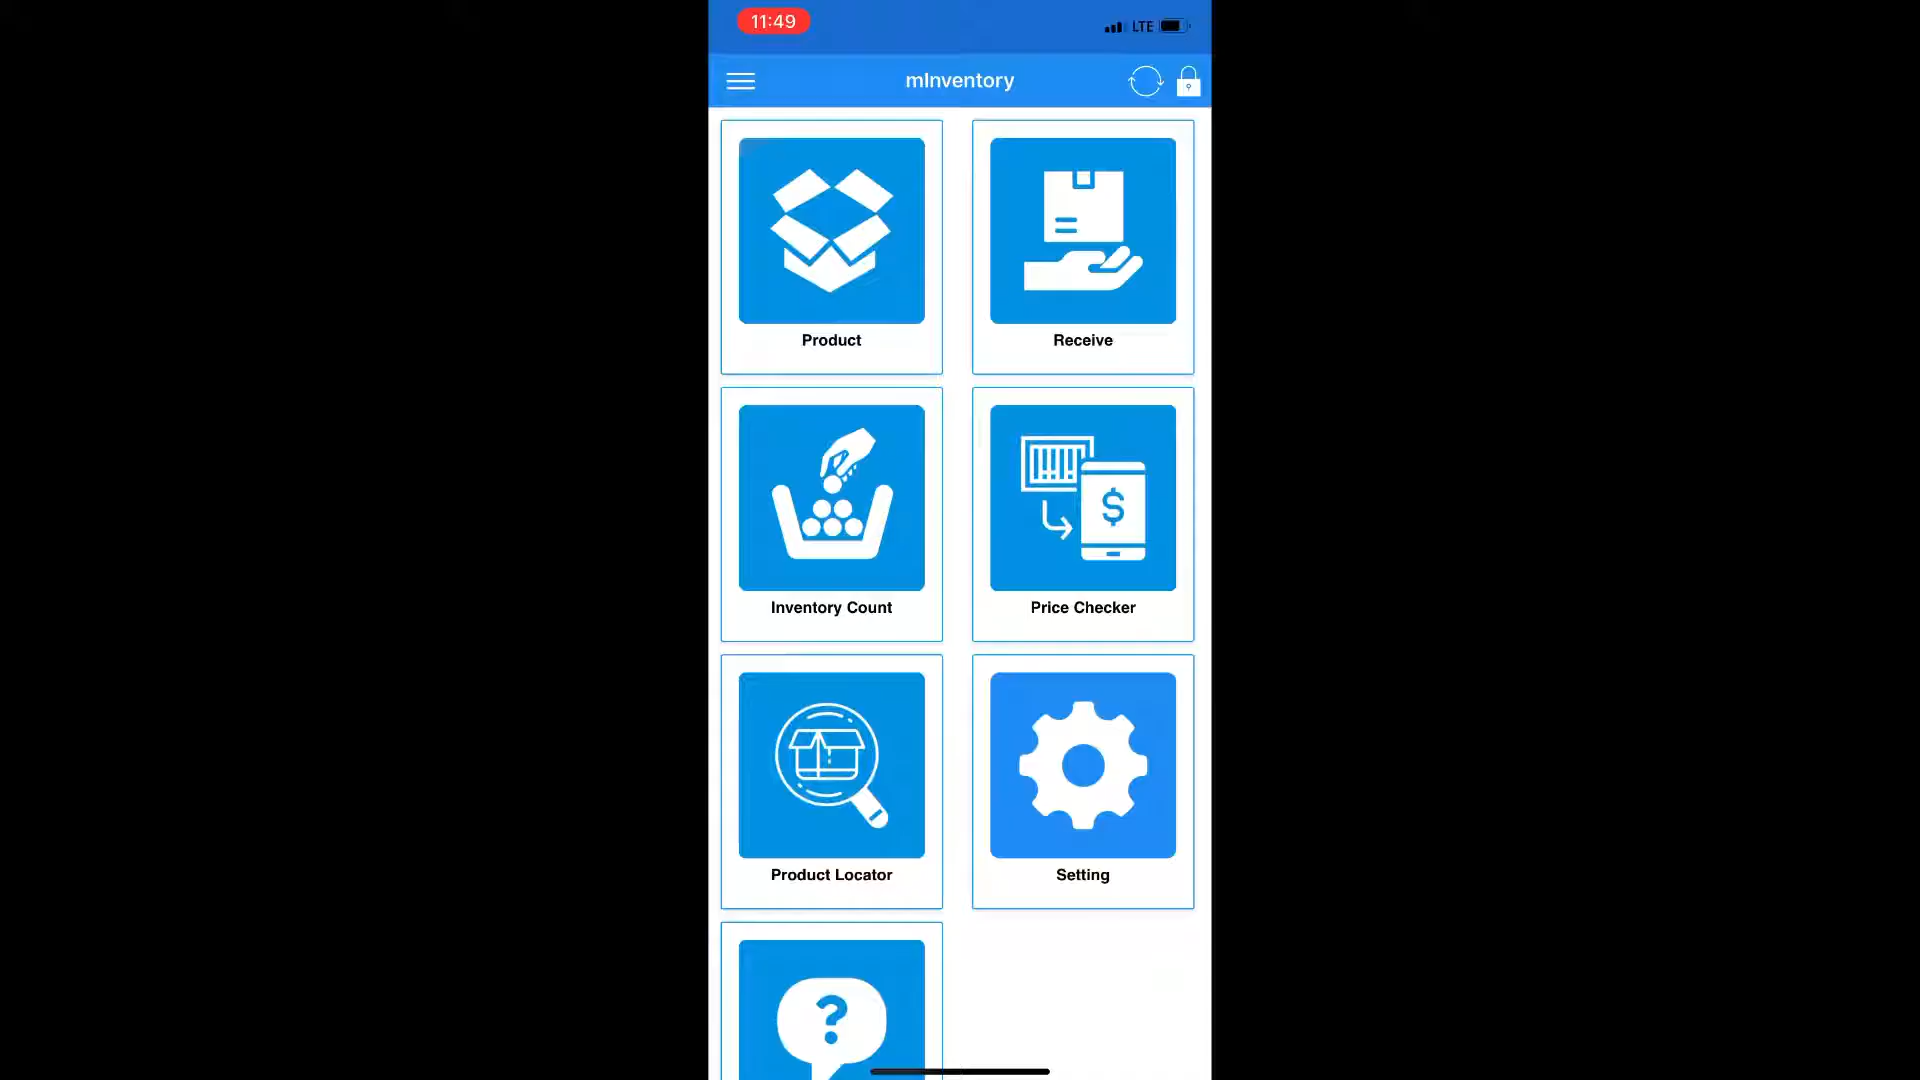 11:49
LTE
mInventory
Product
Receive
Inventory Count
Price Checker
$
Product Locator
Setting
?